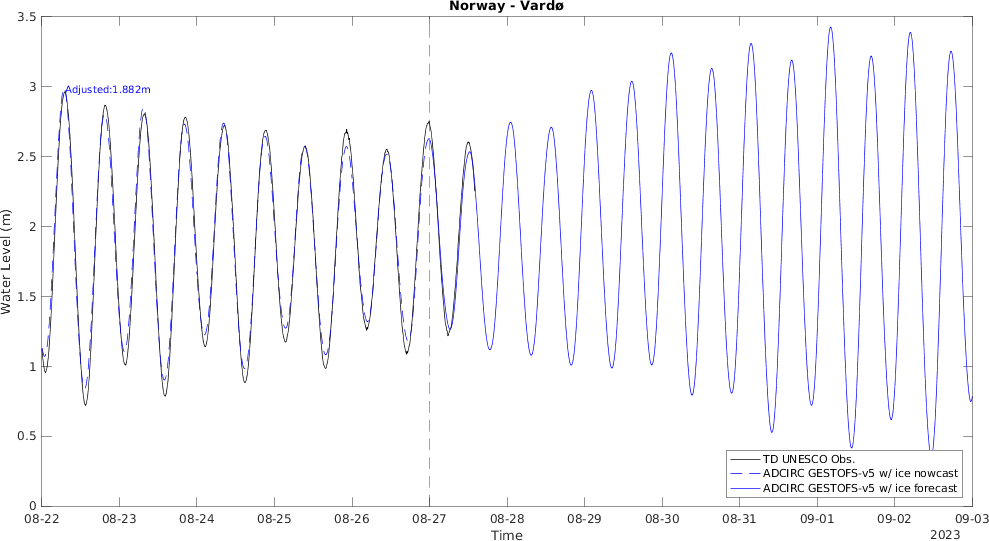 Norway - Vardø
3.5
3
2.5
2
1.5
1
0.5
0
Water Level (m)
Adjusted:1.882m
TD UNESCO Obs.
ADCIRC GESTOFS-v5 w/ ice nowcast
ADCIRC GESTOFS-v5 w/ ice forecast
08-22 08-23 08-24 08-25 08-26 08-27 08-28 08-29 08-30 08-31 09-01 09-02 09-03
Time
2023